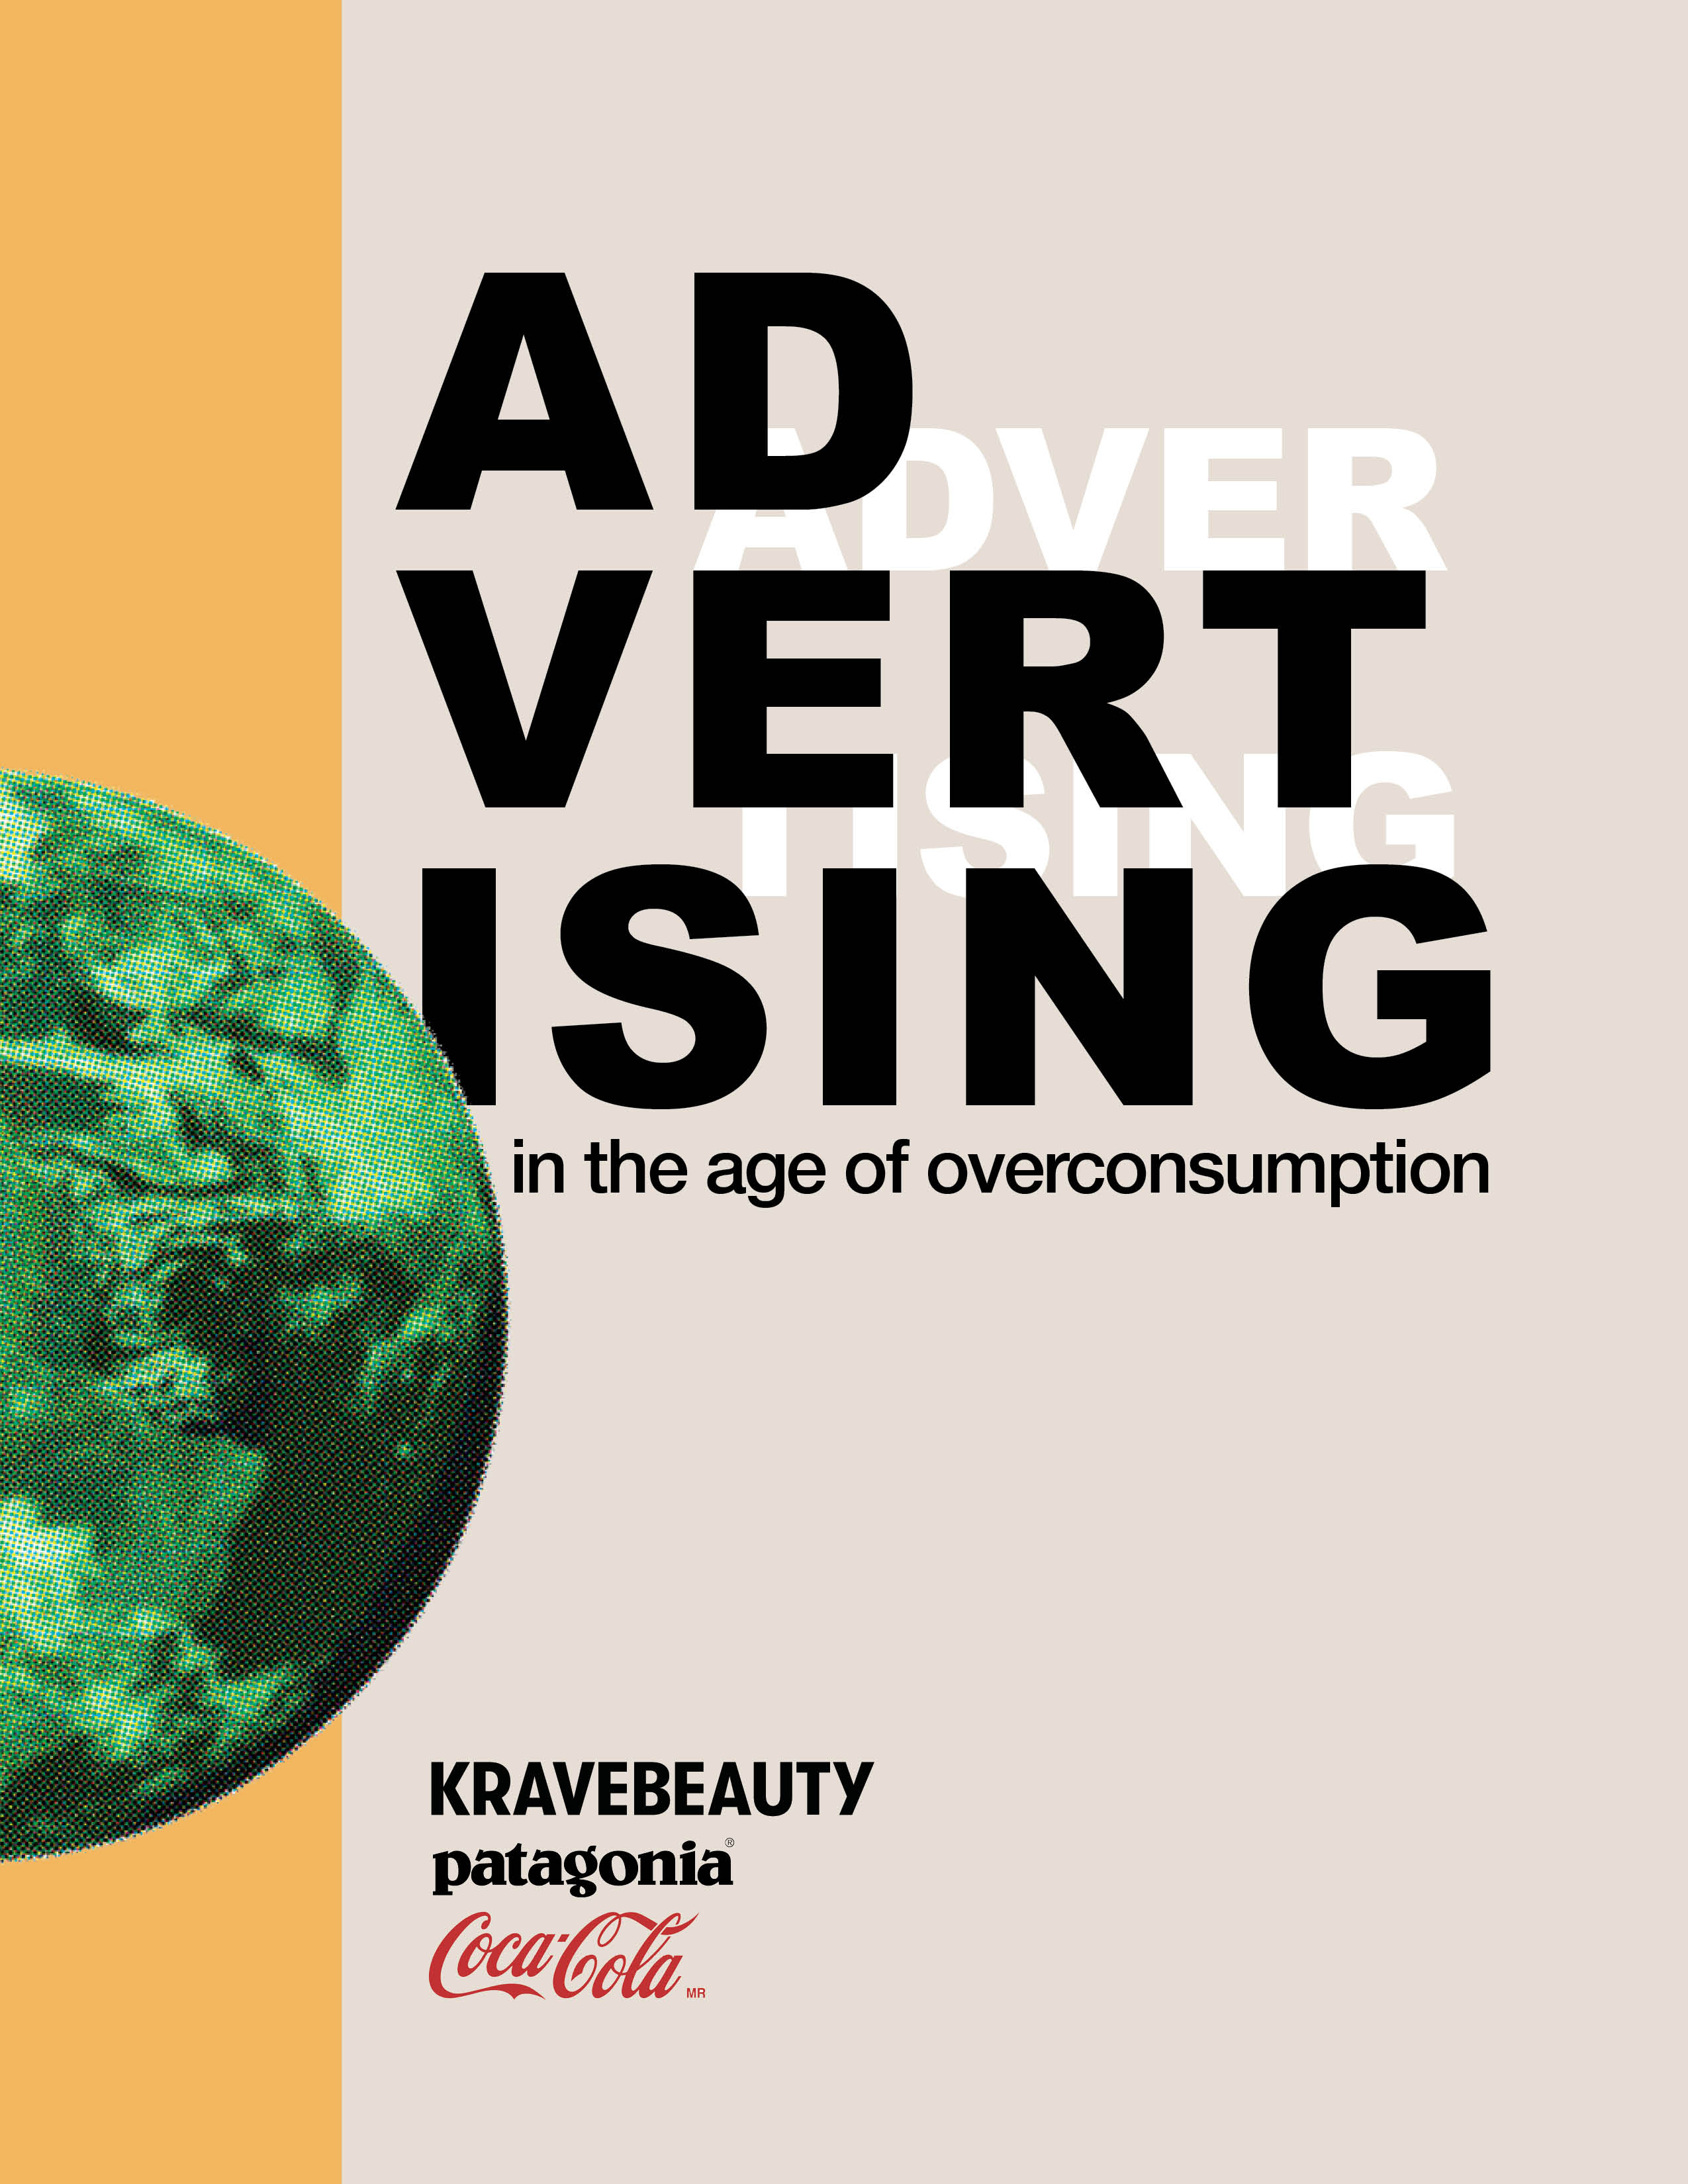 AD
ADVER
VERT
TISING
ISING
in the age of overconsumption
KRAVEBEAUTY
patagonia®
Coca-Cola MR